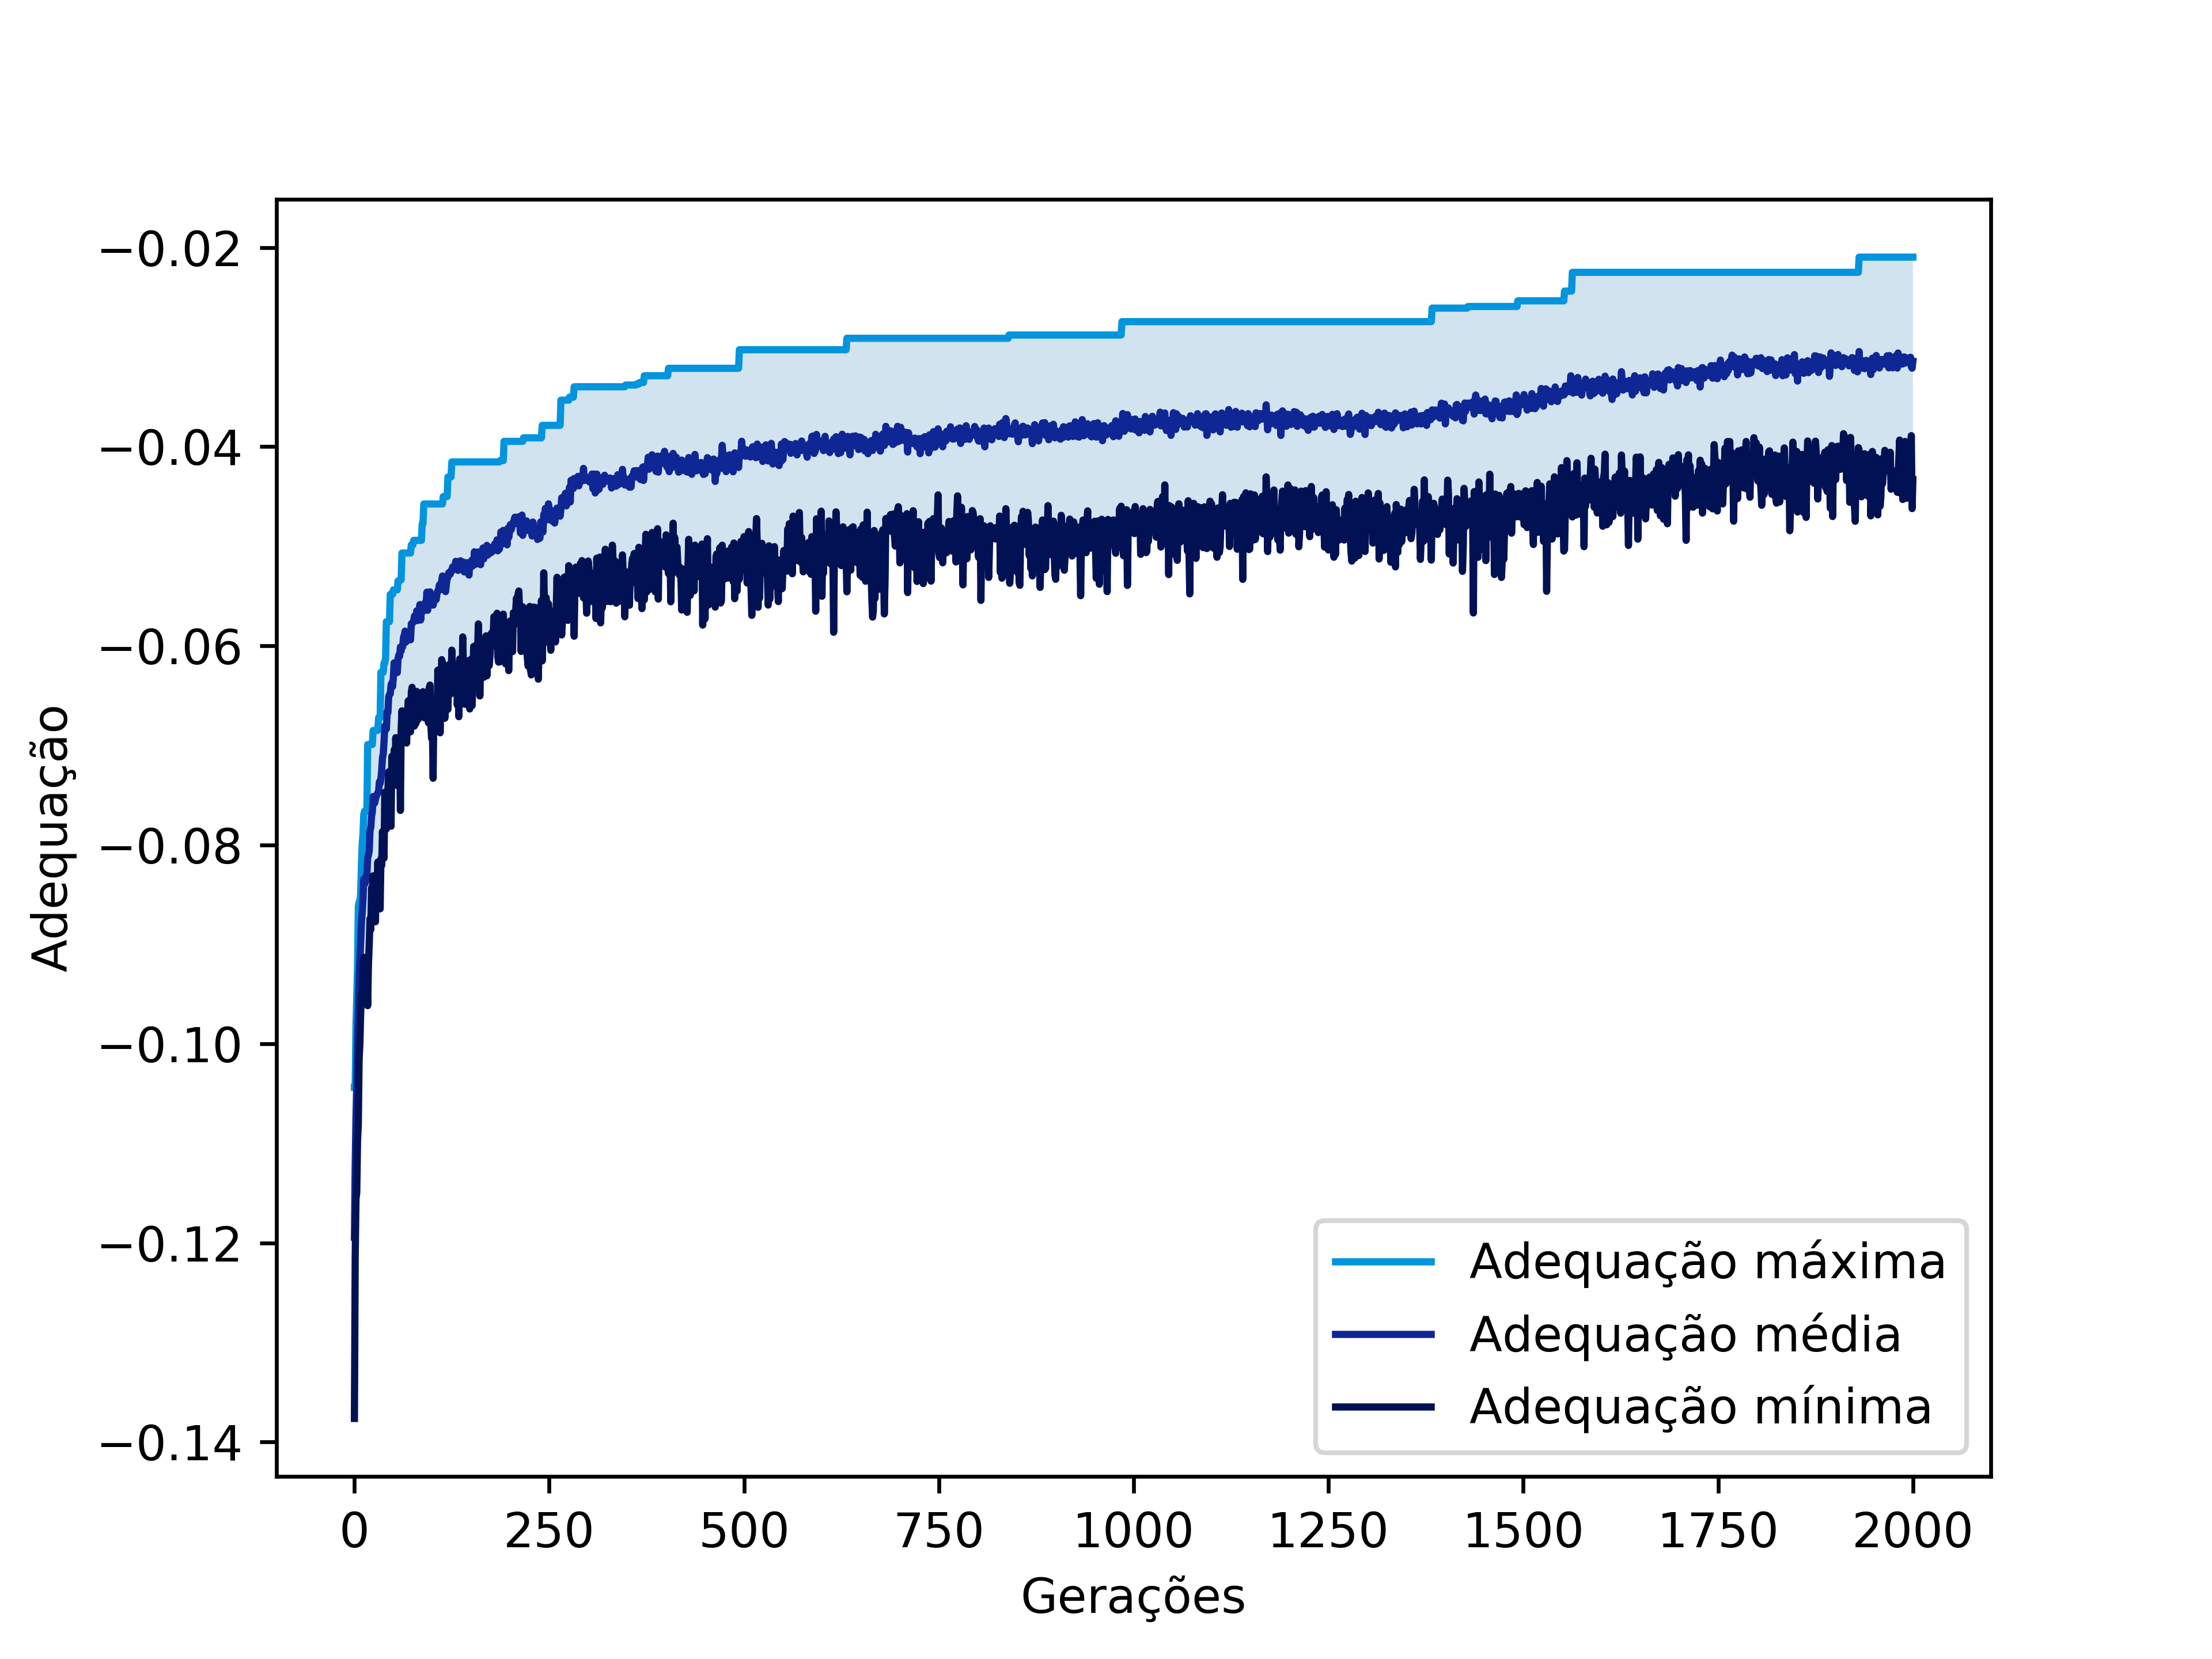 −0.02
−0.04
−0.06
−0.08
−0.10
−0.12
−0.14
Adequação
Adequação máxima
Adequação média
Adequação mínima
0 250 500 750 1000 1250 1500 1750 2000
Gerações